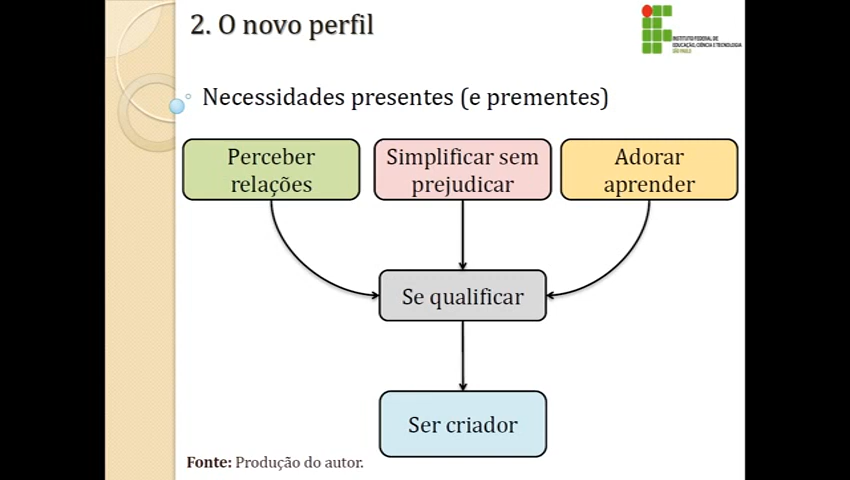 2. O novo perfil
INSTITUTO FEDERAL DE
EDUCAÇÃO, CIÊNCIA E TECNOLOGIA
SÃO PAULO
Necessidades presentes (e prementes)
Perceber
relações
Simplificar sem
prejudicar
Adorar
aprender
Se qualificar
Ser criador
Fonte: Produção do autor.